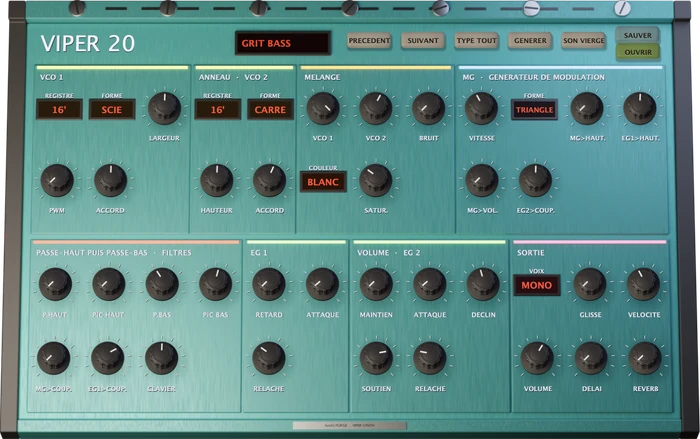 VIPER 20
GRIT BASS
PRECEDENT
SUIVANT
TYPE TOUT
GENERER
SON VIERGE
SAUVER
OUVRIR
VCO 1
REGISTRE
FORME
16'
SCIE
LARGEUR
PWM
ACCORD
ANNEAU - VCO 2
REGISTRE
FORME
16'
CARRE
HAUTEUR
ACCORD
MELANGE
VCO 1
VCO 2
BRUIT
COULEUR
BLANC
SATUR.
MG - GENERATEUR DE MODULATION
FORME
TRIANGLE
VITESSE
MG>HAUT.
EG1>HAUT.
MG>VOL.
EG2>COUP.
PASSE-HAUT PUIS PASSE-BAS - FILTRES
P.HAUT.
PIC-HAUT
P.BAS
PIC BAS
MG>COUP.
EG1>COUP.
CLAVIER
EG 1
RETARD
ATTAQUE
RELACHE
VOLUME - EG 2
MAINTIEN
ATTAQUE
DECLIN
SOUTIEN
RELACHE
SORTIE
VOIX
MONO
GLISSE
VELOCITE
VOLUME
DELAI
REVERB